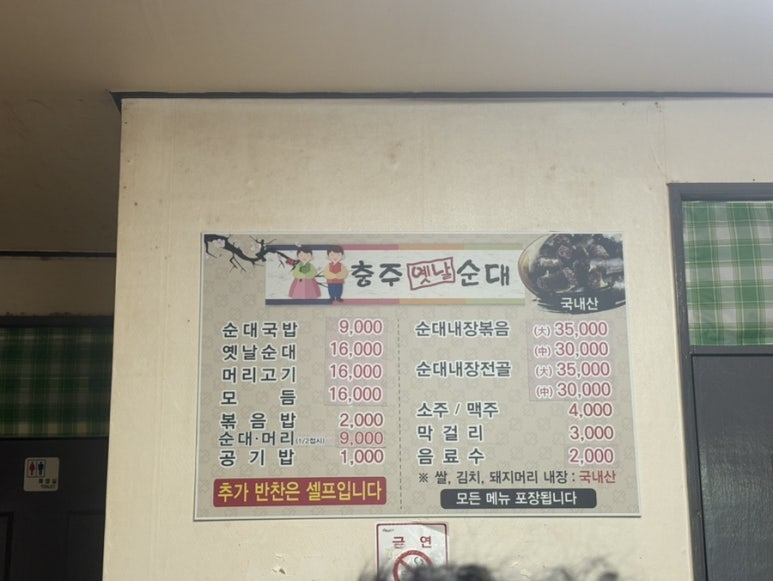 충주 옛날 순대
국내산
순대국밥 9,000
옛날순대 16,000
머리고기 16,000
모 듬 16,000
볶음밥 2,000
순대·머리(1/2접시) 9,000
공기밥 1,000
추가 반찬은 셀프입니다
순대내장볶음 (大) 35,000
(中) 30,000
순대내장전골 (大) 35,000
(中) 30,000
소주 / 맥주 4,000
막걸리 3,000
음료수 2,000
※ 쌀, 김치, 돼지머리 내장 : 국내산
모든 메뉴 포장됩니다
화장실
TOILET
금 연